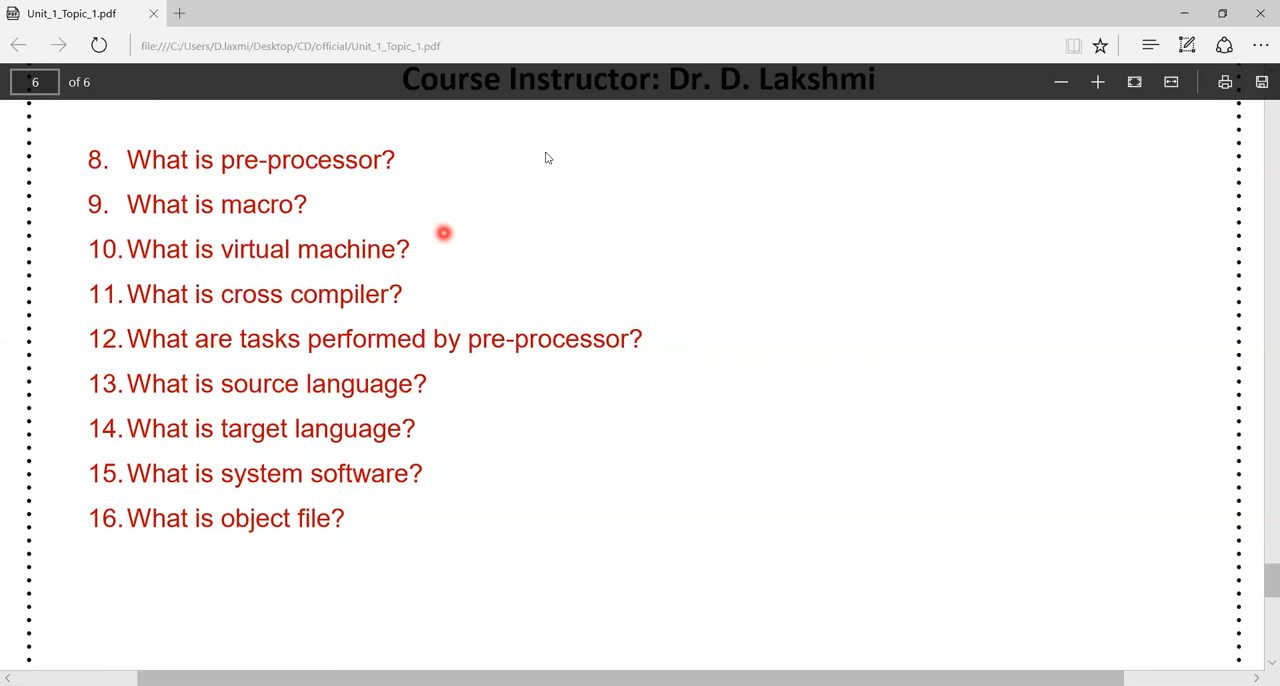 Unit_1_Topic_1.pdf
file:///C:/Users/D.laxmi/Desktop/CD/official/Unit_1_Topic_1.pdf
6 of 6
Course Instructor: Dr. D. Lakshmi
8. What is pre-processor?
9. What is macro?
10. What is virtual machine?
11. What is cross compiler?
12. What are tasks performed by pre-processor?
13. What is source language?
14. What is target language?
15. What is system software?
16. What is object file?